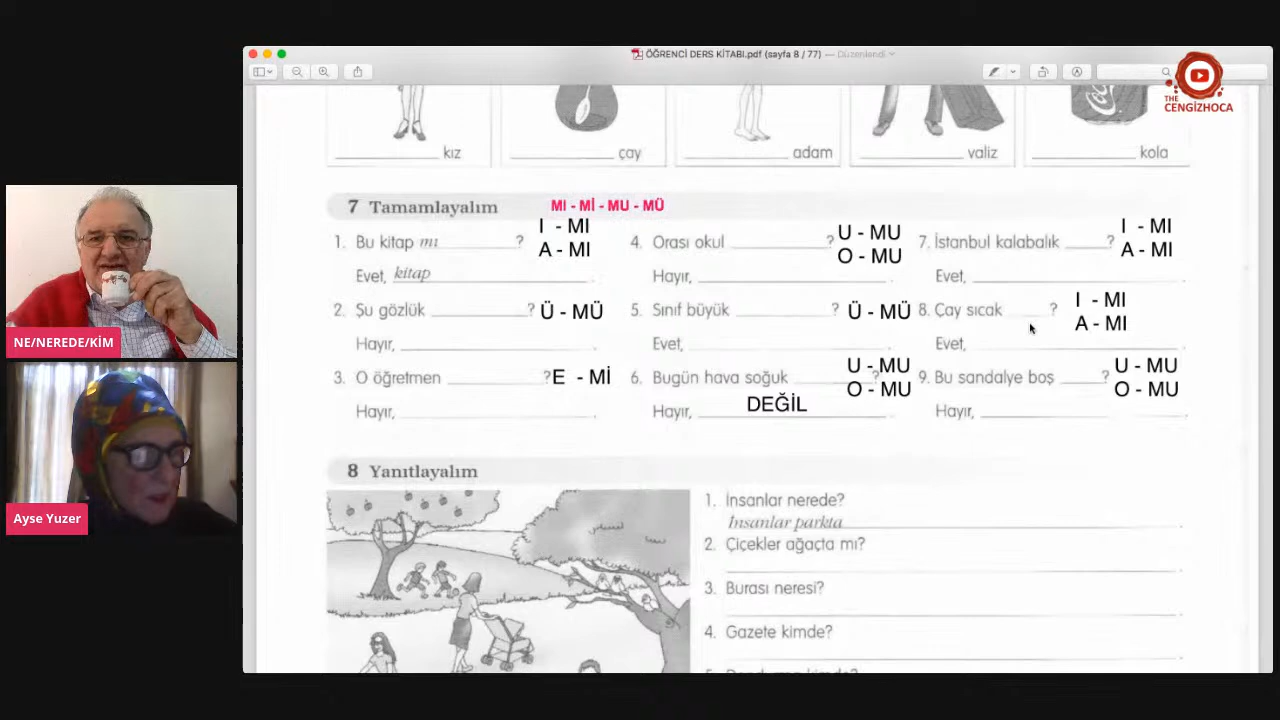 ÖĞRENCİ DERS KİTABI.pdf (sayfa 8 / 77) — Düzenlendi
THE
CENGİZHOCA
kız
çay
adam
valiz
kola
7 Tamamlayalım
MI - Mİ - MU - MÜ
1. Bu kitap mı ?
I - MI
A - MI
Evet, kitap .
2. Şu gözlük ?
Ü - MÜ
Hayır, .
3. O öğretmen ?
E - Mİ
Hayır, .
4. Orası okul ?
U - MU
O - MU
Hayır, .
5. Sınıf büyük ?
Ü - MÜ
Evet, .
6. Bugün hava soğuk ?
U - MU
O - MU
DEĞİL
Hayır, .
7. İstanbul kalabalık ?
I - MI
A - MI
Evet, .
8. Çay sıcak ?
I - MI
A - MI
Evet, .
9. Bu sandalye boş ?
U - MU
O - MU
Hayır, .
8 Yanıtlayalım
1. İnsanlar nerede?
İnsanlar parkta .
2. Çiçekler ağaçta mı?
3. Burası neresi?
4. Gazete kimde?
NE/NEREDE/KİM
Ayse Yuzer